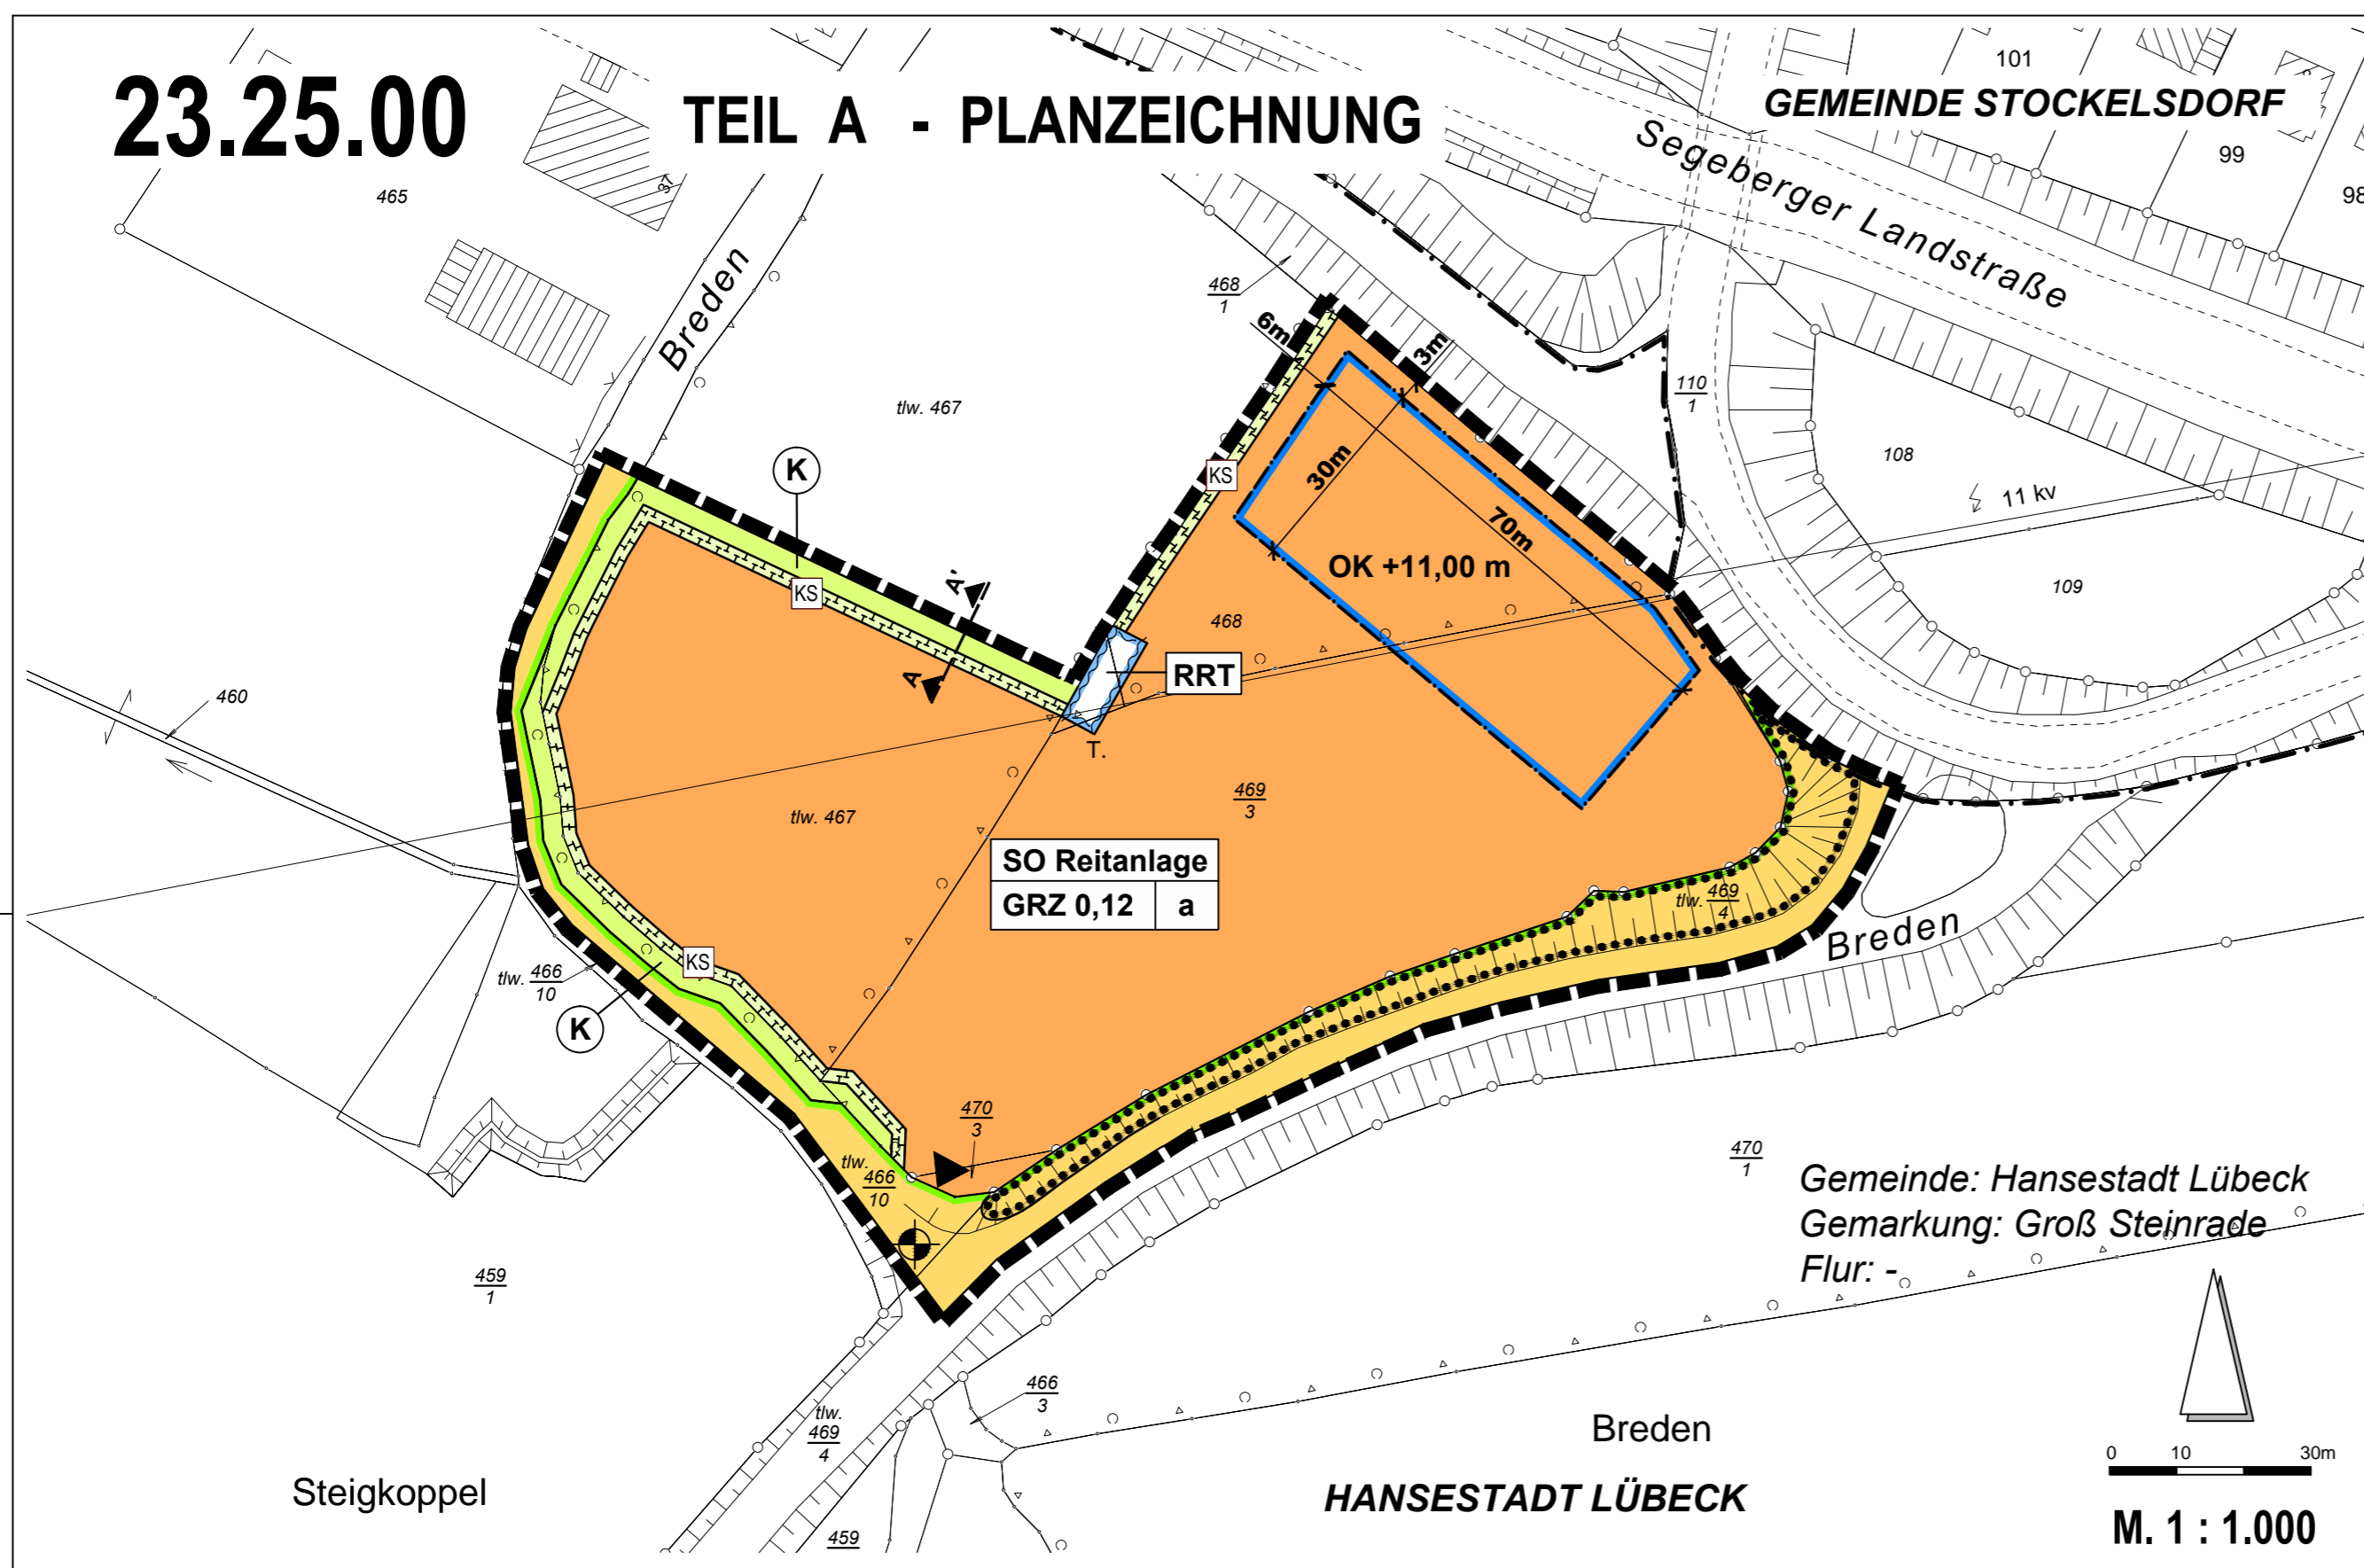 23.25.00
TEIL A - PLANZEICHNUNG
GEMEINDE STOCKELSDORF
101
99
98
465
37
Segeberger Landstraße
Breden
468
1
6m
3m
110
1
tlw. 467
108
K
KS
30m
11 kv
70m
OK +11,00 m
109
A'
KS
468
A
RRT
460
T.
469
3
tlw. 467
SO Reitanlage
GRZ 0,12
a
tlw. 469
4
Breden
KS
tlw. 466
10
K
470
3
470
1
tlw.
466
10
Gemeinde: Hansestadt Lübeck
Gemarkung: Groß Steinrade
Flur: -
459
1
466
3
tlw.
469
4
Breden
0 10 30m
Steigkoppel
HANSESTADT LÜBECK
M. 1 : 1.000
459